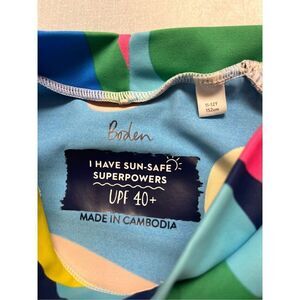 11-12Y
152cm
Boden
I HAVE SUN-SAFE
SUPERPOWERS
UPF 40+
MADE IN CAMBODIA